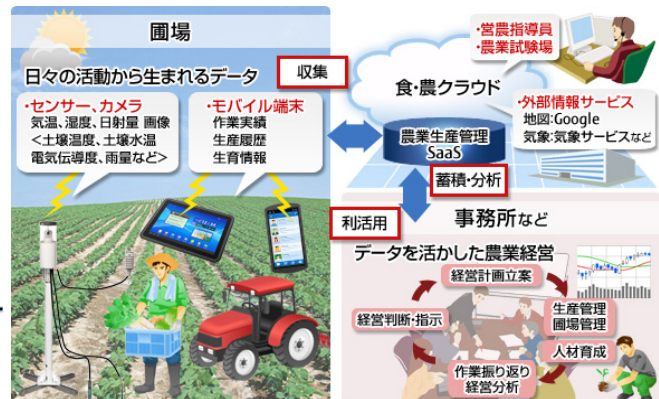 圃場
日々の活動から生まれるデータ
収集
・センサー、カメラ
気温、湿度、日射量 画像
<土壌温度、土壌水温
電気伝導度、雨量など>
・モバイル端末
作業実績
生産履歴
生育情報
・営農指導員
・農業試験場
食・農クラウド
・外部情報サービス
地図:Google
気象:気象サービスなど
農業生産管理
SaaS
蓄積・分析
利活用
事務所など
データを活かした農業経営
経営計画立案
生産管理
圃場管理
人材育成
作業振り返り
経営分析
経営判断・指示